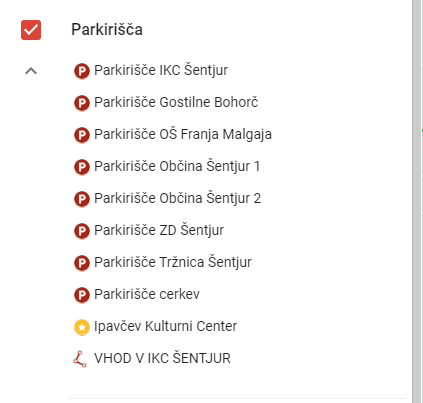 Parkirišča
Parkirišče IKC Šentjur
Parkirišče Gostilne Bohorč
Parkirišče OŠ Franja Malgaja
Parkirišče Občina Šentjur 1
Parkirišče Občina Šentjur 2
Parkirišče ZD Šentjur
Parkirišče Tržnica Šentjur
Parkirišče cerkev
Ipavčev Kulturni Center
VHOD V IKC ŠENTJUR